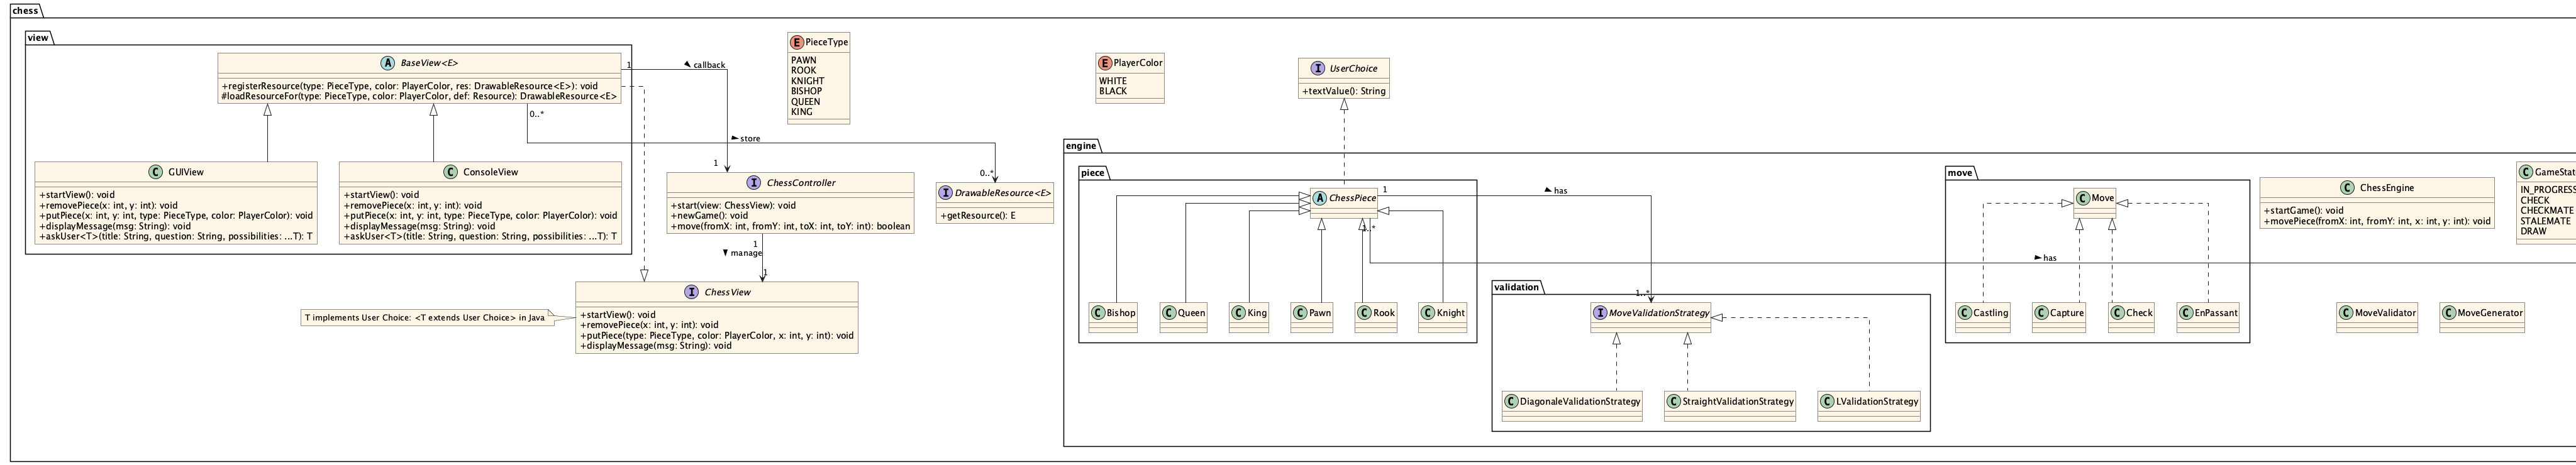 chess
view
A BaseView<E>
+registerResource(type: PieceType, color: PlayerColor, res: DrawableResource<E>): void
#loadResourceFor(type: PieceType, color: PlayerColor, def: Resource): DrawableResource<E>
1
callback
0..*
store
C GUIView
+startView(): void
+removePiece(x: int, y: int): void
+putPiece(x: int, y: int, type: PieceType, color: PlayerColor): void
+displayMessage(msg: String): void
+askUser<T>(title: String, question: String, possibilities: ...T): T
C ConsoleView
+startView(): void
+removePiece(x: int, y: int): void
+putPiece(x: int, y: int, type: PieceType, color: PlayerColor): void
+displayMessage(msg: String): void
+askUser<T>(title: String, question: String, possibilities: ...T): T
E PieceType
PAWN
ROOK
KNIGHT
BISHOP
QUEEN
KING
1
I ChessController
+start(view: ChessView): void
+newGame(): void
+move(fromX: int, fromY: int, toX: int, toY: int): boolean
0..*
I DrawableResource<E>
+getResource(): E
1
manage
1
I ChessView
+startView(): void
+removePiece(x: int, y: int): void
+putPiece(type: PieceType, color: PlayerColor, x: int, y: int): void
+displayMessage(msg: String): void
T implements User Choice: <T extends User Choice> in Java
E PlayerColor
WHITE
BLACK
I UserChoice
+textValue(): String
engine
piece
A ChessPiece
1
has
C Bishop
C Queen
C King
C Pawn
C Rook
C Knight
validation
1..*
I MoveValidationStrategy
C DiagonaleValidationStrategy
C StraightValidationStrategy
C LValidationStrategy
move
C Move
has
C Castling
C Capture
C Check
C EnPassant
C ChessEngine
+startGame(): void
+movePiece(fromX: int, fromY: int, x: int, y: int): void
C MoveValidator
C MoveGenerator
C GameStat
IN_PROGRESS
CHECK
CHECKMATE
STALEMATE
DRAW